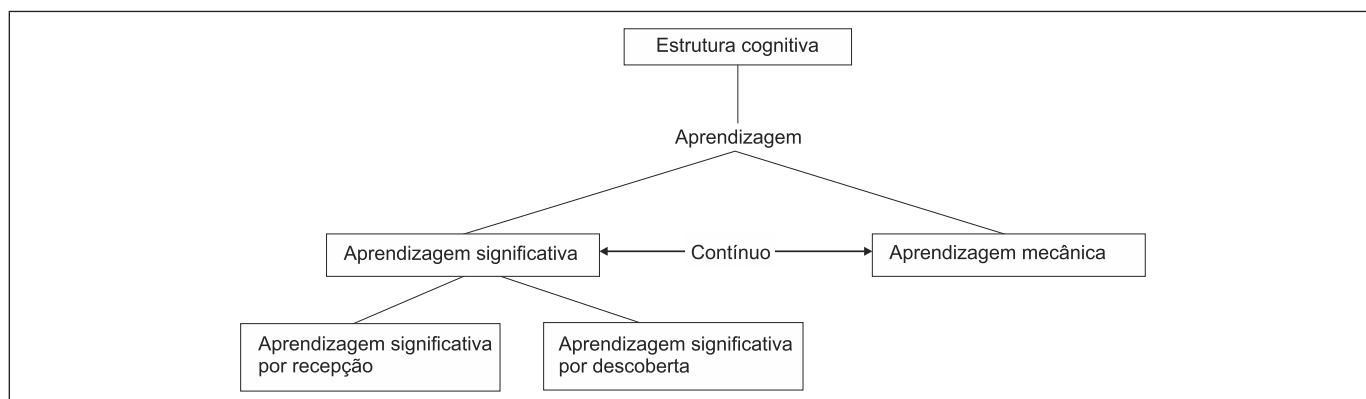 Estrutura cognitiva
Aprendizagem
Aprendizagem significativa
Contínuo
Aprendizagem mecânica
Aprendizagem significativa
por recepção
Aprendizagem significativa
por descoberta